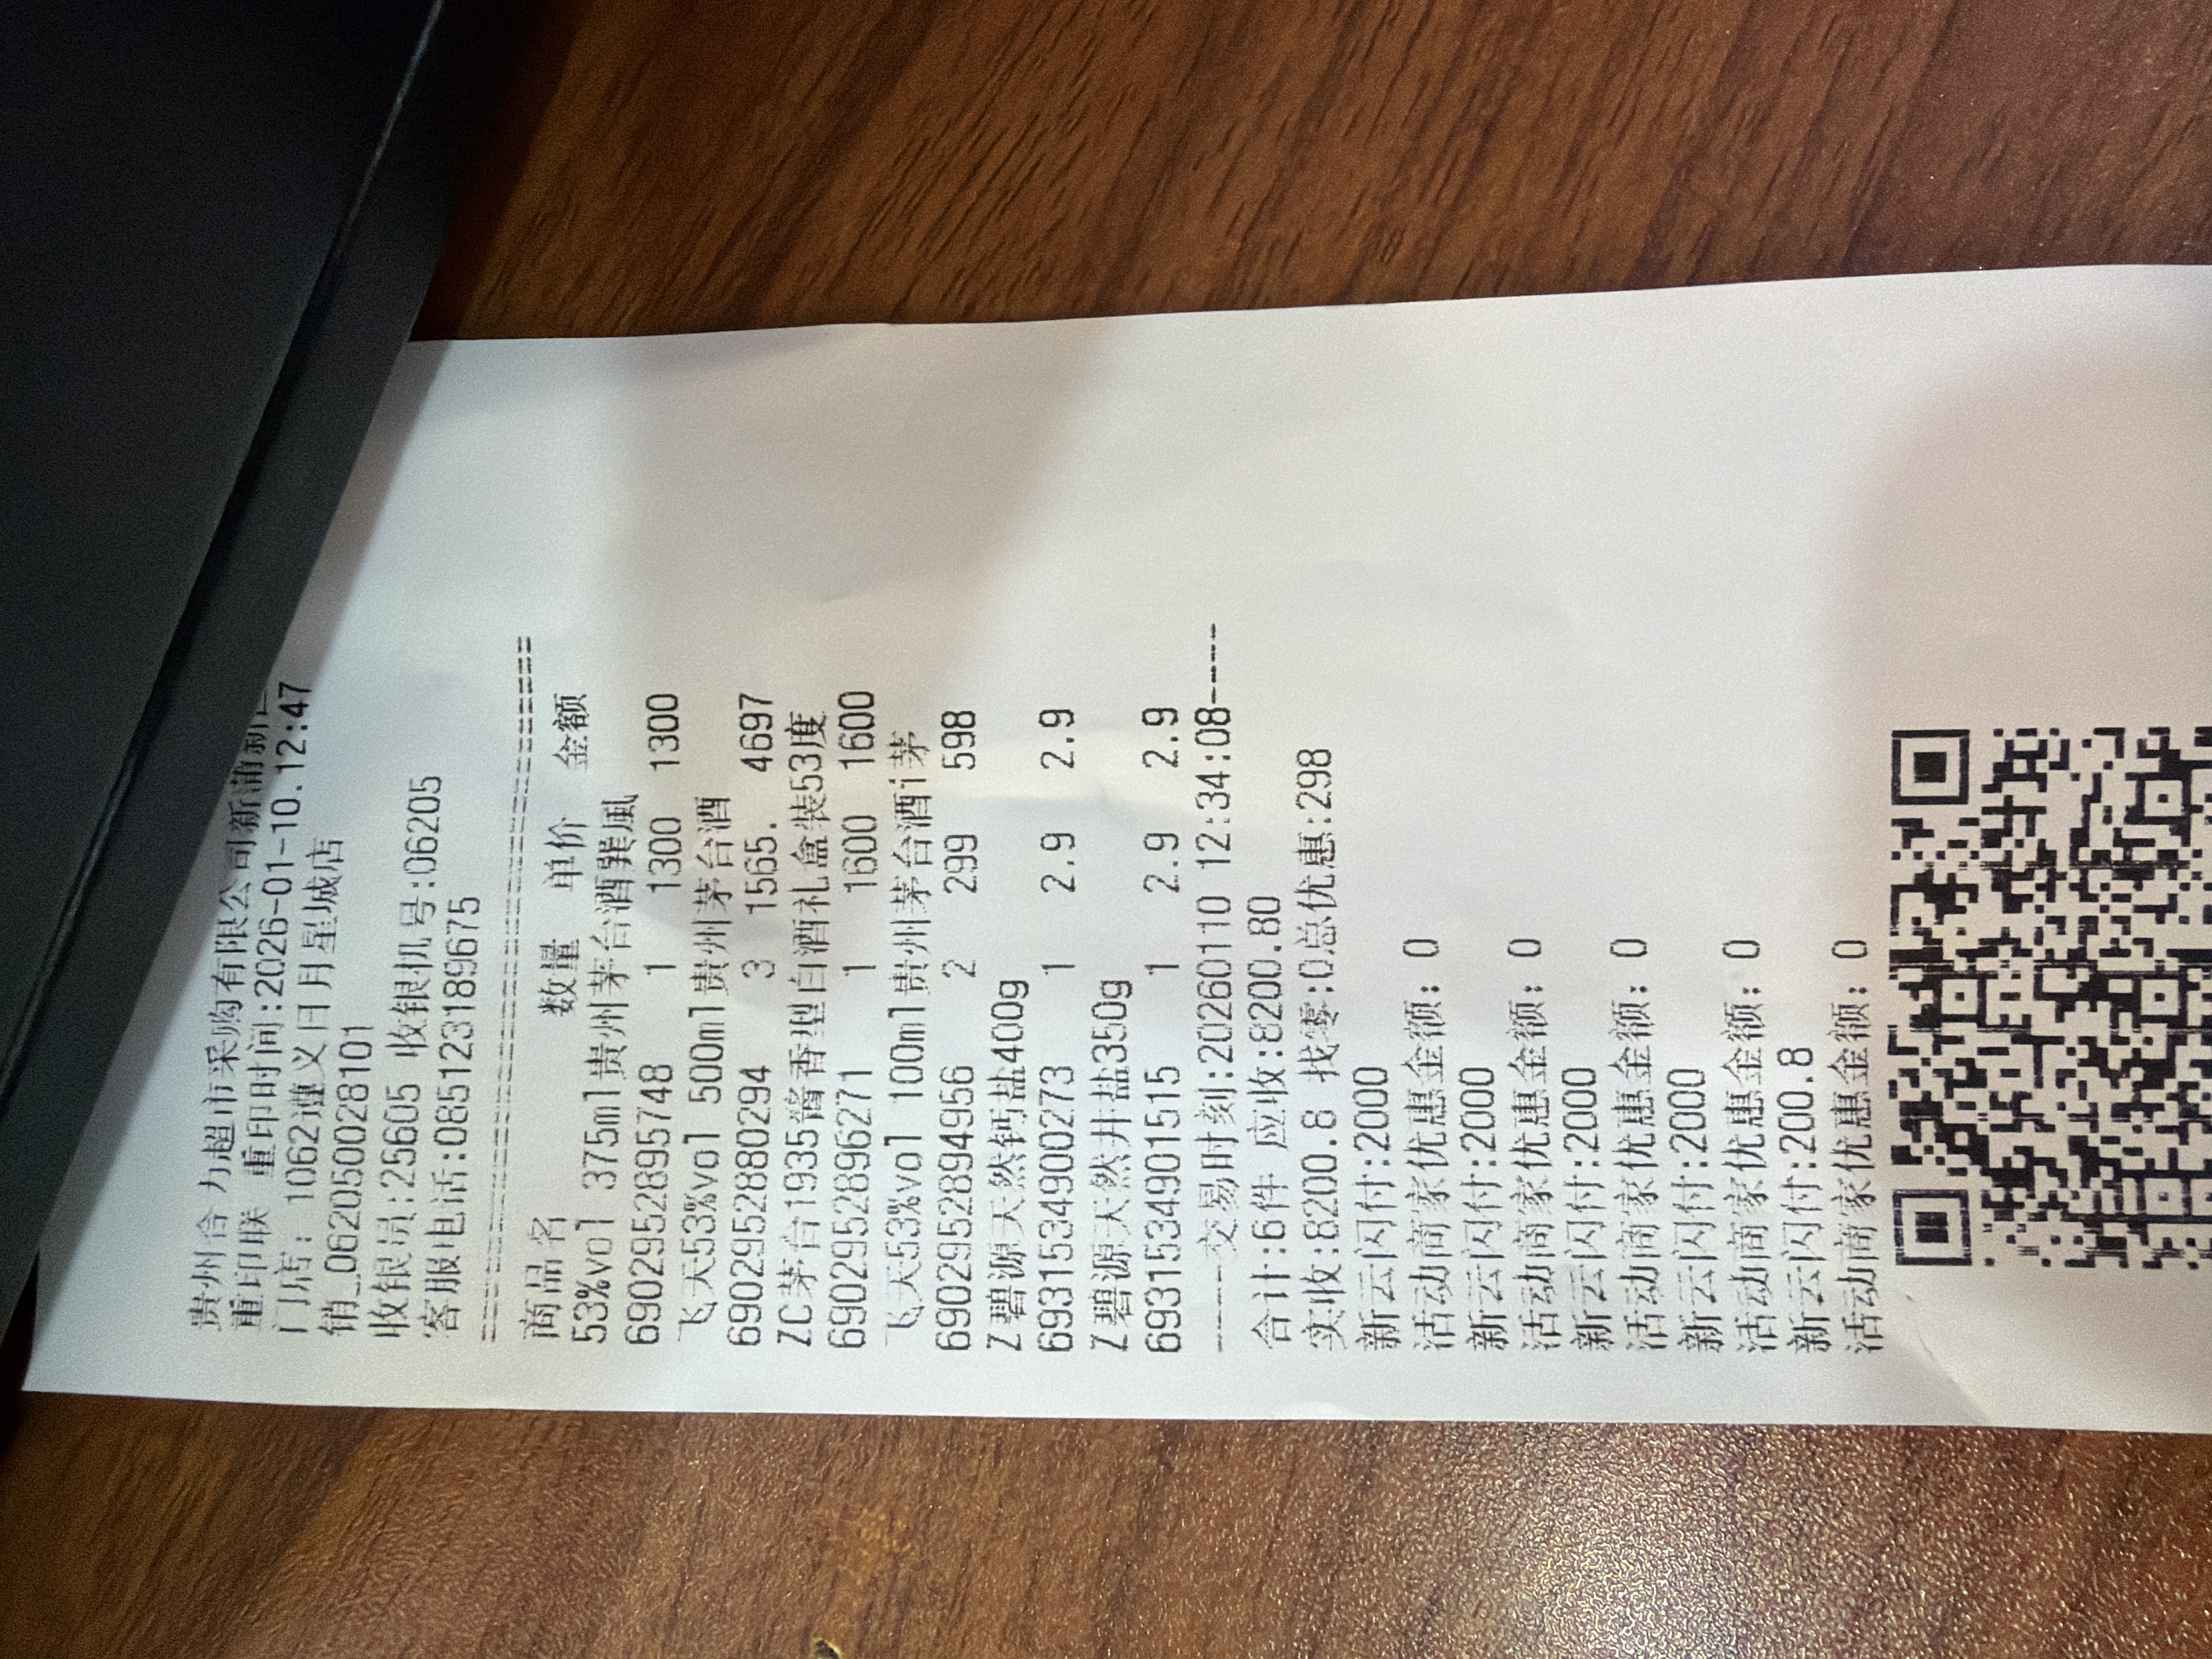 贵州合力超市采购有限公司新蒲新
重印联 重印时间:2026-01-10.12:47
门店: 1062遵义日月星城店
销_0620500028101
收银员:25605 收银机号:06205
客服电话:085123189675
商品名 数量 单价 金额
53%vol 375ml贵州茅台酒巽風
6902952895748 1 1300 1300
飞天53%vol 500ml贵州茅台酒
6902952880294 3 1565. 4697
ZC茅台1935酱香型白酒礼盒装53度
6902952896271 1 1600 1600
飞天53%vol 100ml贵州茅台酒i茅
6902952894956 2 299 598
Z碧源天然钙盐400g
6931534900273 1 2.9 2.9
Z碧源天然井盐350g
6931534901515 1 2.9 2.9
----交易时刻:20260110 12:34:08-----
合计:6件 应收:8200.80
实收:8200.8 找零:0总优惠:298
新云闪付:2000
活动商家优惠金额: 0
新云闪付:2000
活动商家优惠金额: 0
新云闪付:2000
活动商家优惠金额: 0
新云闪付:2000
活动商家优惠金额: 0
新云闪付:200.8
活动商家优惠金额: 0